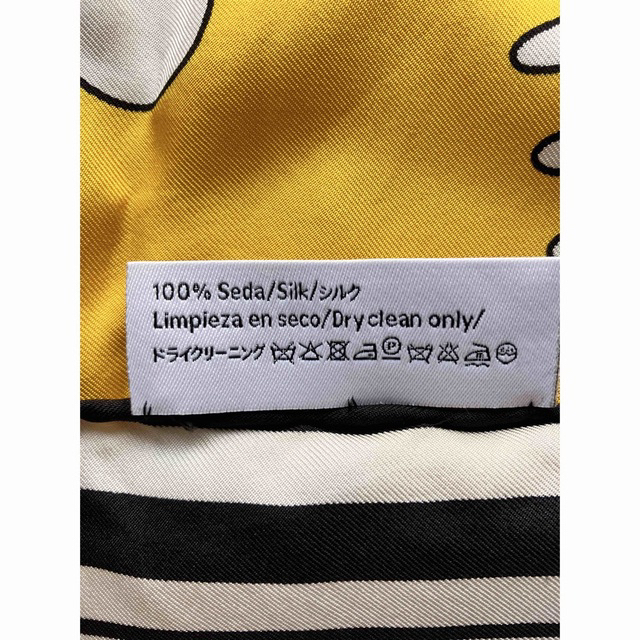 100% Seda/Silk/シルク
Limpieza en seco/Dry clean only/
ドライクリーニング